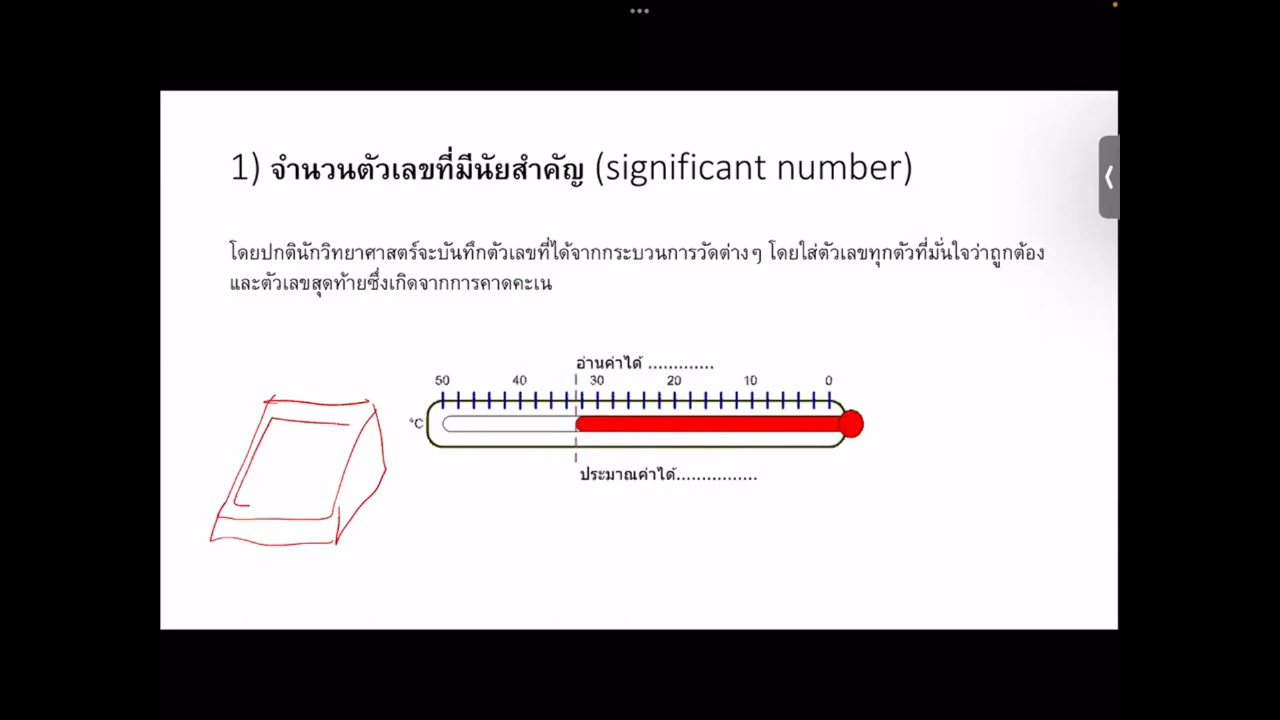 1) จำนวนตัวเลขที่มีนัยสำคัญ (significant number)
โดยปกตินักวิทยาศาสตร์จะบันทึกตัวเลขที่ได้จากกระบวนการวัดต่างๆ โดยใส่ตัวเลขทุกตัวที่มั่นใจว่าถูกต้อง
และตัวเลขสุดท้ายซึ่งเกิดจากการคาดคะเน
อ่านค่าได้ .............
50 40 30 20 10 0
°C
ประมาณค่าได้................